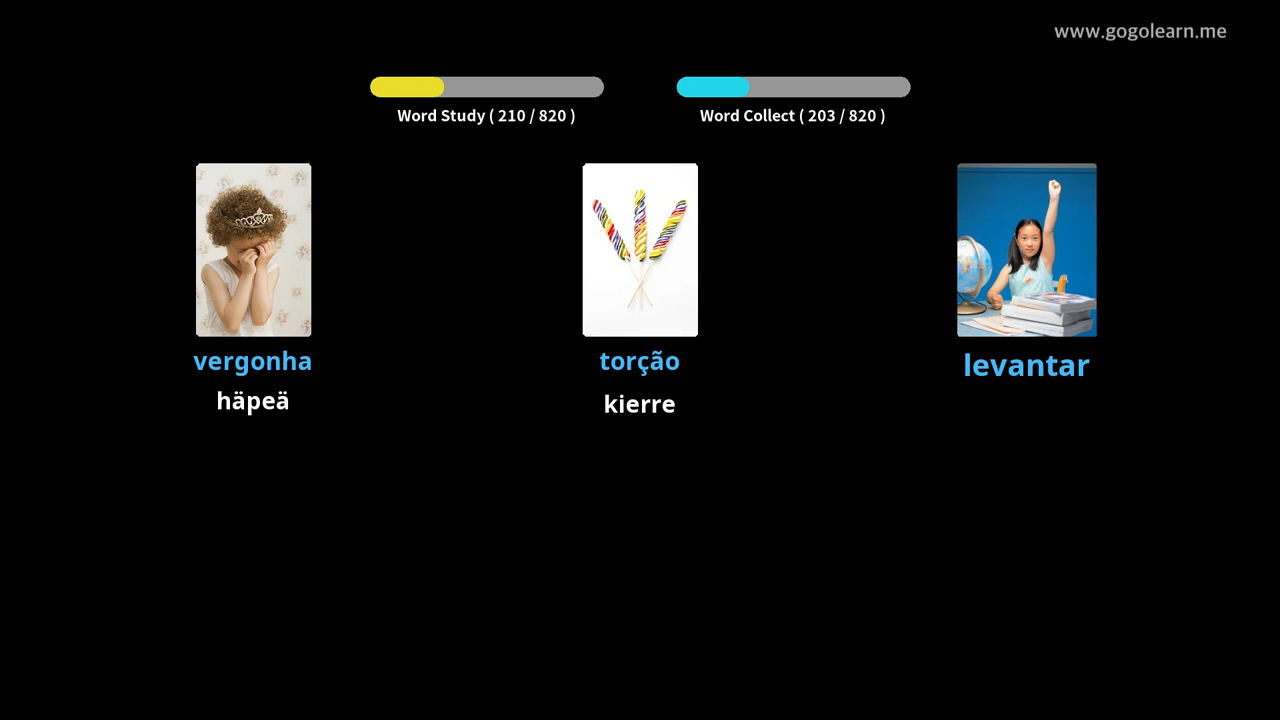 www.gogolearn.me
Word Study ( 210 / 820 )
Word Collect ( 203 / 820 )
vergonha
häpeä
torção
kierre
levantar